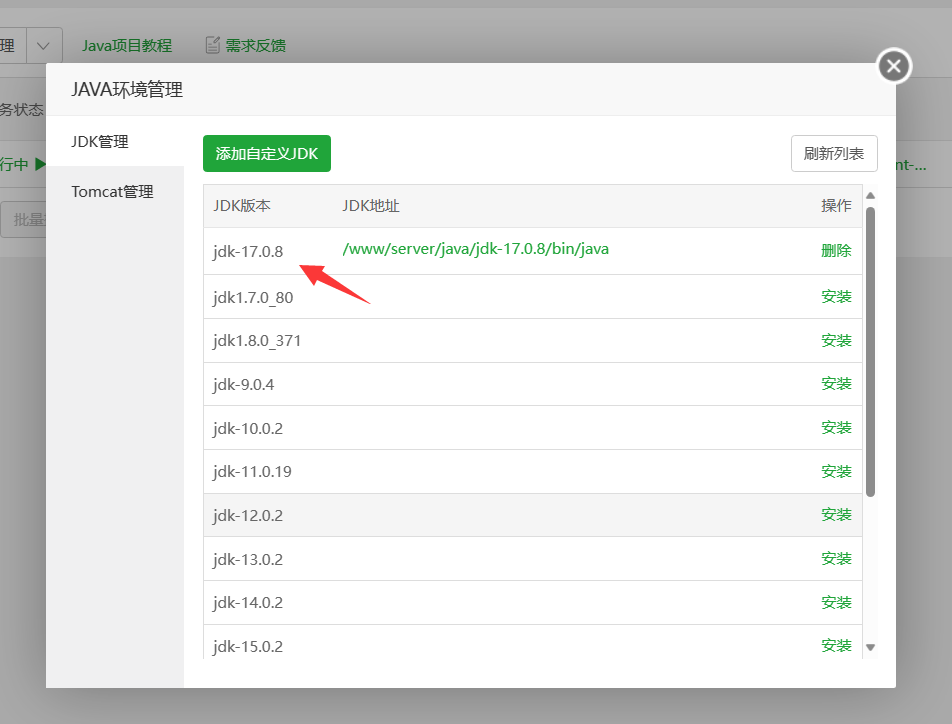 理 Java项目教程 需求反馈
JAVA环境管理
务状态
JDK管理
添加自定义JDK 刷新列表
行中 nt-...
Tomcat管理
JDK版本 JDK地址 操作
批量
jdk-17.0.8 /www/server/java/jdk-17.0.8/bin/java 删除
jdk1.7.0_80 安装
jdk1.8.0_371 安装
jdk-9.0.4 安装
jdk-10.0.2 安装
jdk-11.0.19 安装
jdk-12.0.2 安装
jdk-13.0.2 安装
jdk-14.0.2 安装
jdk-15.0.2 安装